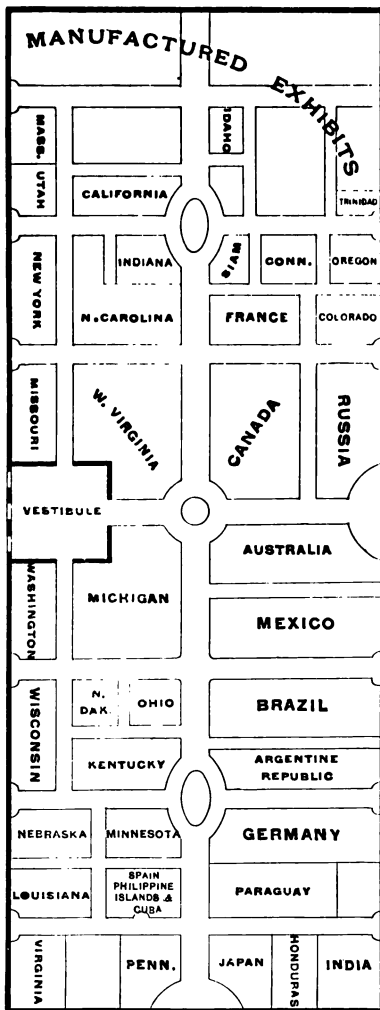 MANUFACTURED EXHIBITS
MASS.
IDAHO
UTAH
CALIFORNIA
TRINIDAD
NEW YORK
INDIANA
WIS
CONN.
OREGON
N. CAROLINA
FRANCE
COLORADO
MISSOURI
W. VIRGINIA
CANADA
RUSSIA
VESTIBULE
WASHINGTON
AUSTRALIA
MICHIGAN
MEXICO
WISCONSIN
N.
DAK.
OHIO
BRAZIL
KENTUCKY
ARGENTINE
REPUBLIC
NEBRASKA
MINNESOTA
GERMANY
LOUISIANA
SPAIN
PHILIPPINE
ISLANDS &
CUBA
PARAGUAY
VIRGINIA
PENN.
JAPAN
HONDURAS
INDIA